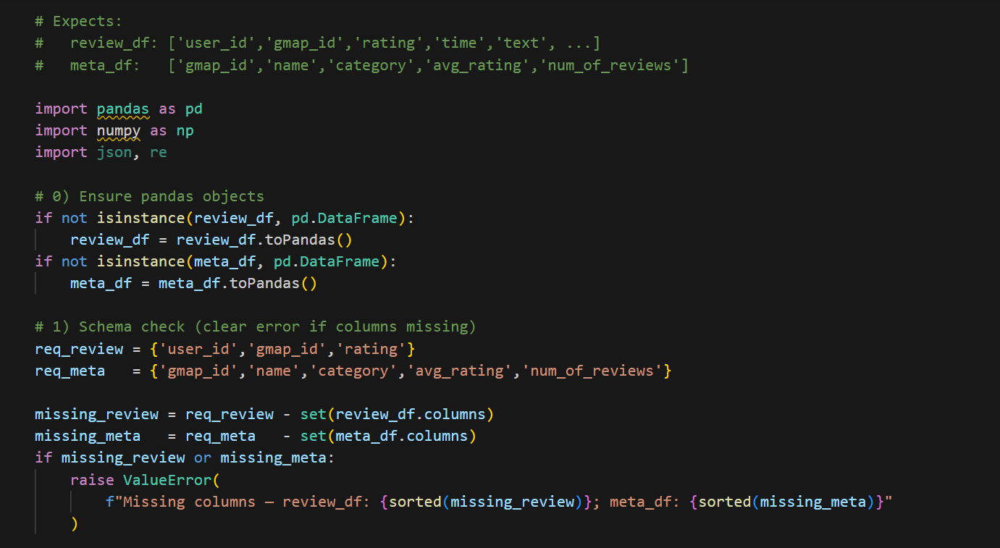 # Expects:
#   review_df: ['user_id','gmap_id','rating','time','text', ...]
#   meta_df:   ['gmap_id','name','category','avg_rating','num_of_reviews']
import pandas as pd
import numpy as np
import json, re
# 0) Ensure pandas objects
if not isinstance(review_df, pd.DataFrame):
    review_df = review_df.toPandas()
if not isinstance(meta_df, pd.DataFrame):
    meta_df = meta_df.toPandas()
# 1) Schema check (clear error if columns missing)
req_review = {'user_id','gmap_id','rating'}
req_meta   = {'gmap_id','name','category','avg_rating','num_of_reviews'}
missing_review = req_review - set(review_df.columns)
missing_meta   = req_meta   - set(meta_df.columns)
if missing_review or missing_meta:
    raise ValueError(
        f"Missing columns — review_df: {sorted(missing_review)}; meta_df: {sorted(missing_meta)}"
    )